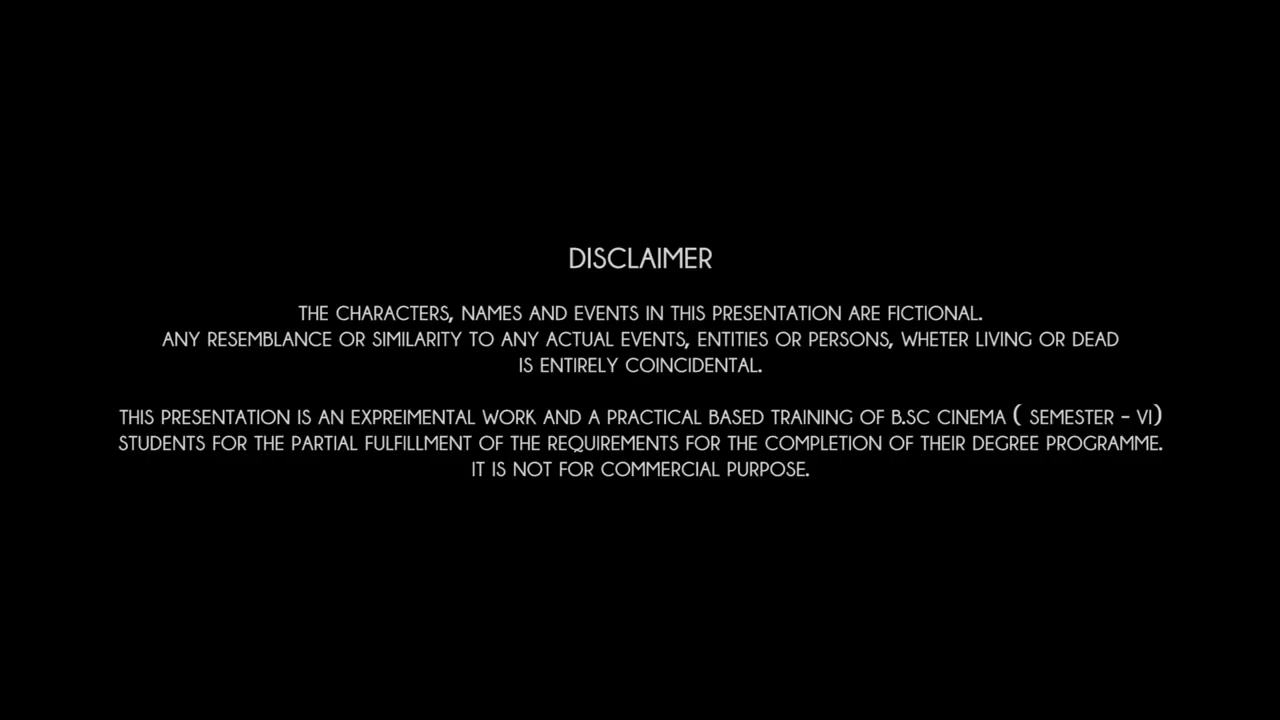 DISCLAIMER
THE CHARACTERS, NAMES AND EVENTS IN THIS PRESENTATION ARE FICTIONAL.
ANY RESEMBLANCE OR SIMILARITY TO ANY ACTUAL EVENTS, ENTITIES OR PERSONS, WHETER LIVING OR DEAD
IS ENTIRELY COINCIDENTAL.
THIS PRESENTATION IS AN EXPREIMENTAL WORK AND A PRACTICAL BASED TRAINING OF B.SC CINEMA ( SEMESTER - VI)
STUDENTS FOR THE PARTIAL FULFILLMENT OF THE REQUIREMENTS FOR THE COMPLETION OF THEIR DEGREE PROGRAMME.
IT IS NOT FOR COMMERCIAL PURPOSE.